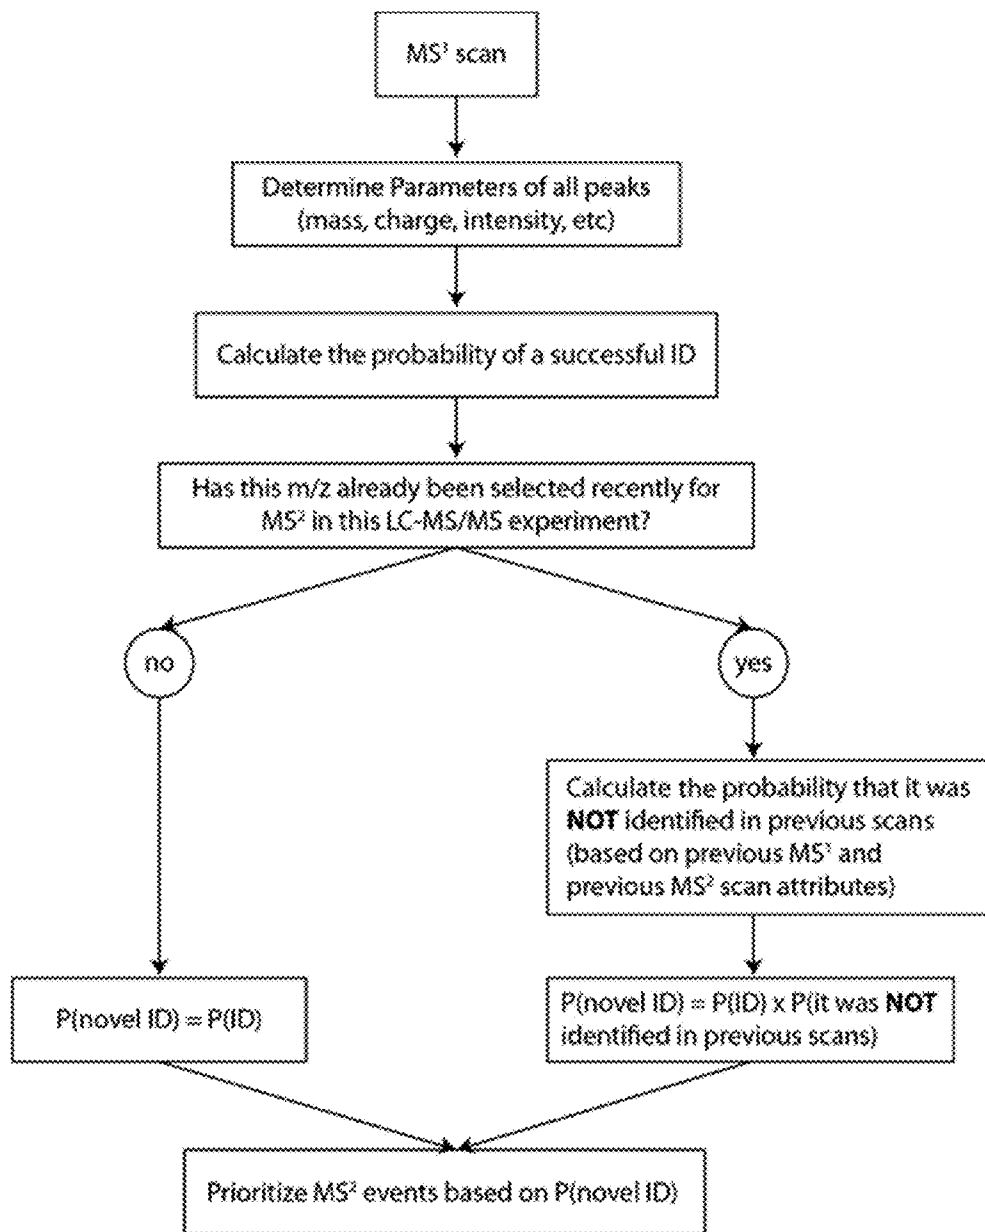 MS¹ scan
Determine Parameters of all peaks
(mass, charge, intensity, etc)
Calculate the probability of a successful ID
Has this m/z already been selected recently for
MS² in this LC-MS/MS experiment?
no
yes
Calculate the probability that it was
NOT identified in previous scans
(based on previous MS¹ and
previous MS² scan attributes)
P(novel ID) = P(ID)
P(novel ID) = P(ID) x P(it was NOT
identified in previous scans)
Prioritize MS² events based on P(novel ID)